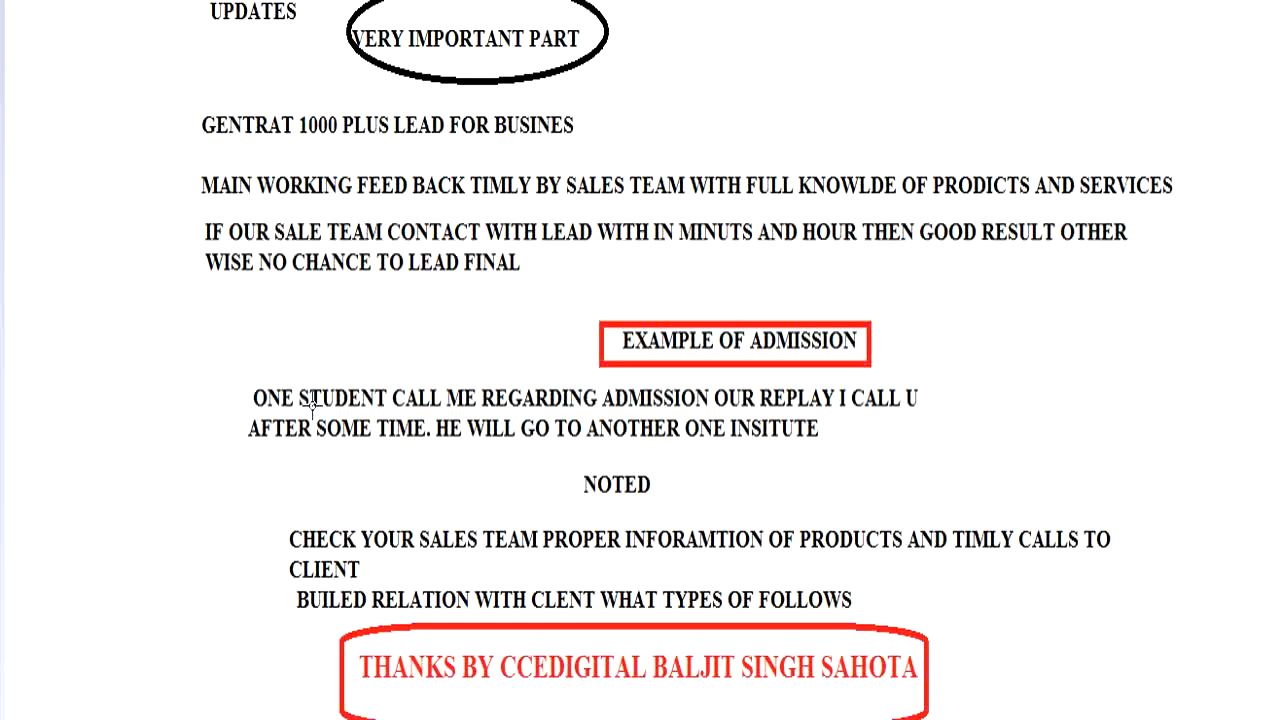 UPDATES
VERY IMPORTANT PART
GENTRAT 1000 PLUS LEAD FOR BUSINES
MAIN WORKING FEED BACK TIMLY BY SALES TEAM WITH FULL KNOWLDE OF PRODICTS AND SERVICES
IF OUR SALE TEAM CONTACT WITH LEAD WITH IN MINUTS AND HOUR THEN GOOD RESULT OTHER
WISE NO CHANCE TO LEAD FINAL
EXAMPLE OF ADMISSION
ONE STUDENT CALL ME REGARDING ADMISSION OUR REPLAY I CALL U
AFTER SOME TIME. HE WILL GO TO ANOTHER ONE INSITUTE
NOTED
CHECK YOUR SALES TEAM PROPER INFORAMTION OF PRODUCTS AND TIMLY CALLS TO
CLIENT
BUILED RELATION WITH CLENT WHAT TYPES OF FOLLOWS
THANKS BY CCEDIGITAL BALJIT SINGH SAHOTA